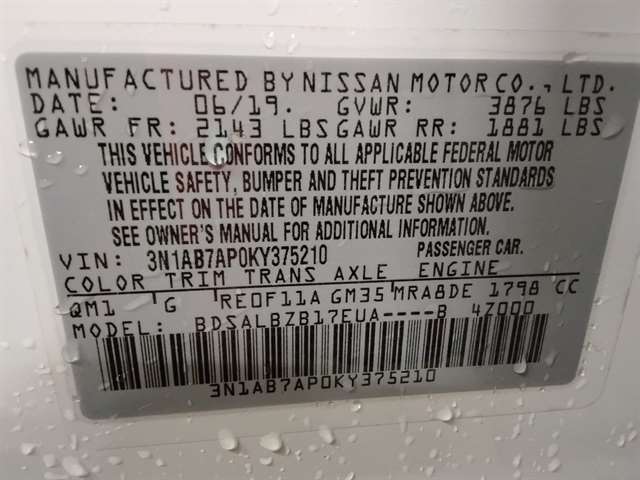 MANUFACTURED BY NISSAN MOTOR CO., LTD.
DATE: 06/19. GVWR: 3876 LBS
GAWR FR: 2143 LBS GAWR RR: 1881 LBS
THIS VEHICLE CONFORMS TO ALL APPLICABLE FEDERAL MOTOR
VEHICLE SAFETY, BUMPER AND THEFT PREVENTION STANDARDS
IN EFFECT ON THE DATE OF MANUFACTURE SHOWN ABOVE.
SEE OWNER'S MANUAL FOR ADDITIONAL INFORMATION.
VIN: 3N1AB7AP0KY375210 PASSENGER CAR.
COLOR TRIM TRANS AXLE ENGINE
QM1 G RE0F11A GM35 MRA8DE 1798 CC
MODEL: BDSALBZB17EUA----B 4Z000
3N1AB7AP0KY375210